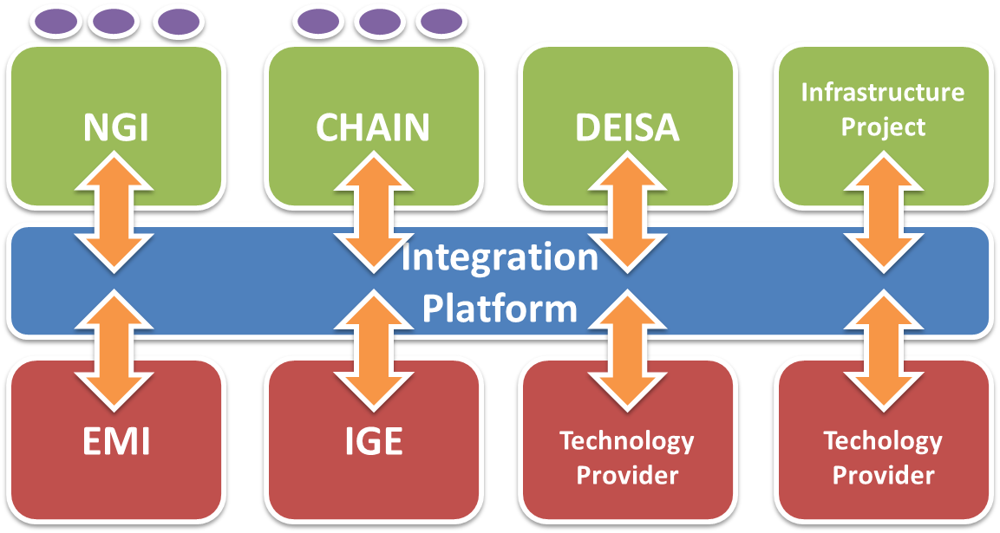 NGI
CHAIN
DEISA
Infrastructure
Project
Integration
Platform
EMI
IGE
Technology
Provider
Techology
Provider